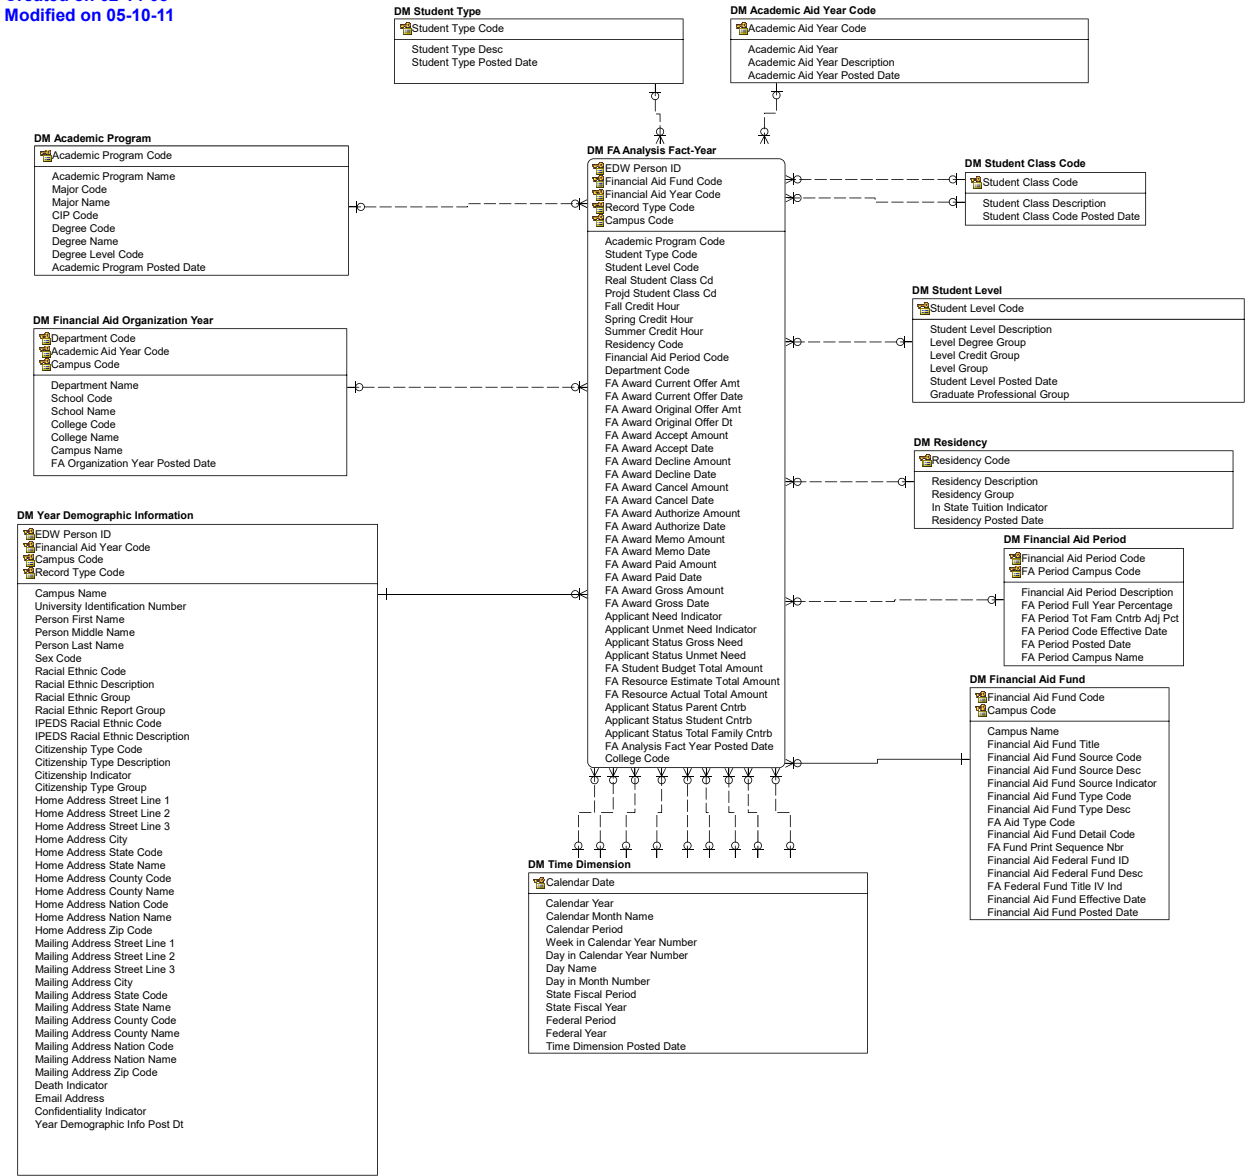 Modified on 05-10-11
DM Student Type
Student Type Code
Student Type Desc
Student Type Posted Date
DM Academic Aid Year Code
Academic Aid Year Code
Academic Aid Year
Academic Aid Year Description
Academic Aid Year Posted Date
DM Academic Program
Academic Program Code
Academic Program Name
Major Code
Major Name
CIP Code
Degree Code
Degree Name
Degree Level Code
Academic Program Posted Date
DM FA Analysis Fact-Year
EDW Person ID
Financial Aid Fund Code
Financial Aid Year Code
Record Type Code
Campus Code
Academic Program Code
Student Type Code
Student Level Code
Real Student Class Cd
Projd Student Class Cd
Fall Credit Hour
Spring Credit Hour
Summer Credit Hour
Residency Code
Financial Aid Period Code
Department Code
FA Award Current Offer Amt
FA Award Current Offer Date
FA Award Original Offer Amt
FA Award Original Offer Dt
FA Award Accept Amount
FA Award Accept Date
FA Award Decline Amount
FA Award Decline Date
FA Award Cancel Amount
FA Award Cancel Date
FA Award Authorize Amount
FA Award Authorize Date
FA Award Memo Amount
FA Award Memo Date
FA Award Paid Amount
FA Award Paid Date
FA Award Gross Amount
FA Award Gross Date
Applicant Need Indicator
Applicant Unmet Need Indicator
Applicant Status Gross Need
Applicant Status Unmet Need
FA Student Budget Total Amount
FA Resource Estimate Total Amount
FA Resource Actual Total Amount
Applicant Status Parent Cntrb
Applicant Status Student Cntrb
Applicant Status Total Family Cntrb
FA Analysis Fact Year Posted Date
College Code
DM Student Class Code
Student Class Code
Student Class Description
Student Class Code Posted Date
DM Student Level
Student Level Code
Student Level Description
Level Degree Group
Level Credit Group
Level Group
Student Level Posted Date
Graduate Professional Group
DM Financial Aid Organization Year
Department Code
Academic Aid Year Code
Campus Code
Department Name
School Code
School Name
College Code
College Name
Campus Name
FA Organization Year Posted Date
DM Residency
Residency Code
Residency Description
Residency Group
In State Tuition Indicator
Residency Posted Date
DM Year Demographic Information
EDW Person ID
Financial Aid Year Code
Campus Code
Record Type Code
Campus Name
University Identification Number
Person First Name
Person Middle Name
Person Last Name
Sex Code
Racial Ethnic Code
Racial Ethnic Description
Racial Ethnic Group
Racial Ethnic Report Group
IPEDS Racial Ethnic Code
IPEDS Racial Ethnic Description
Citizenship Type Code
Citizenship Type Description
Citizenship Indicator
Citizenship Type Group
Home Address Street Line 1
Home Address Street Line 2
Home Address Street Line 3
Home Address City
Home Address State Code
Home Address State Name
Home Address County Code
Home Address County Name
Home Address Nation Code
Home Address Nation Name
Home Address Zip Code
Mailing Address Street Line 1
Mailing Address Street Line 2
Mailing Address Street Line 3
Mailing Address City
Mailing Address State Code
Mailing Address State Name
Mailing Address County Code
Mailing Address County Name
Mailing Address Nation Code
Mailing Address Nation Name
Mailing Address Zip Code
Death Indicator
Email Address
Confidentiality Indicator
Year Demographic Info Post Dt
DM Financial Aid Period
Financial Aid Period Code
FA Period Campus Code
Financial Aid Period Description
FA Period Full Year Percentage
FA Period Tot Fam Cntrb Adj Pct
FA Period Code Effective Date
FA Period Posted Date
FA Period Campus Name
DM Financial Aid Fund
Financial Aid Fund Code
Campus Code
Campus Name
Financial Aid Fund Title
Financial Aid Fund Source Code
Financial Aid Fund Source Desc
Financial Aid Fund Source Indicator
Financial Aid Fund Type Code
Financial Aid Fund Type Desc
FA Aid Type Code
Financial Aid Fund Detail Code
FA Fund Print Sequence Nbr
Financial Aid Federal Fund ID
Financial Aid Federal Fund Desc
FA Federal Fund Title IV Ind
Financial Aid Fund Effective Date
Financial Aid Fund Posted Date
DM Time Dimension
Calendar Date
Calendar Year
Calendar Month Name
Calendar Period
Week in Calendar Year Number
Day in Calendar Year Number
Day Name
Day in Month Number
State Fiscal Period
State Fiscal Year
Federal Period
Federal Year
Time Dimension Posted Date